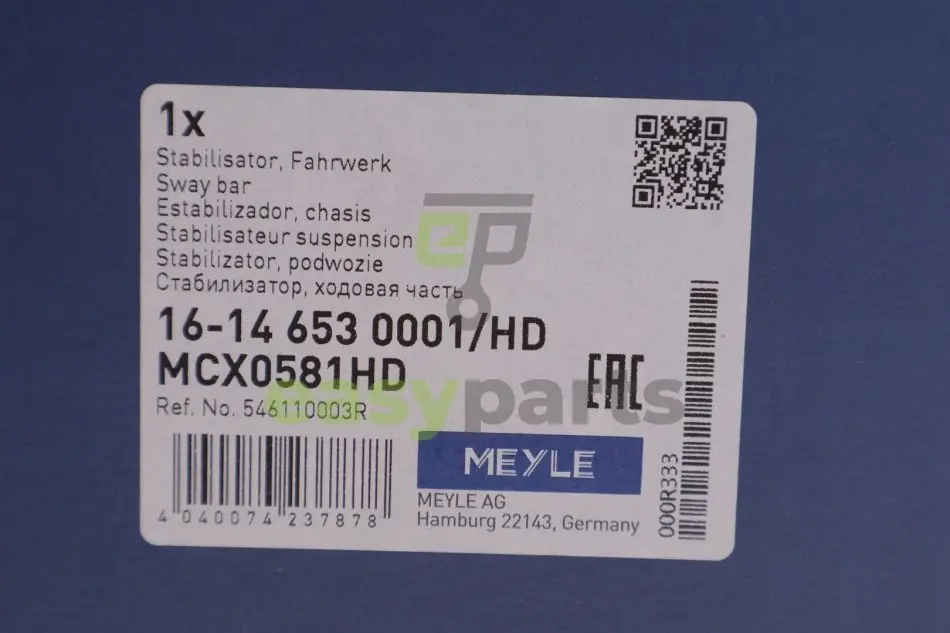 1x
Stabilisator, Fahrwerk
Sway bar
Estabilizador, chasis
Stabilisateur suspension
Stabilizator, podwozie
Стабилизатор, ходовая часть
16-14 653 0001/HD
MCX0581HD
Ref. No. 546110003R
EAC
easyparts
ep
MEYLE
MEYLE AG
Hamburg 22143, Germany
4 040074 237878
000R333